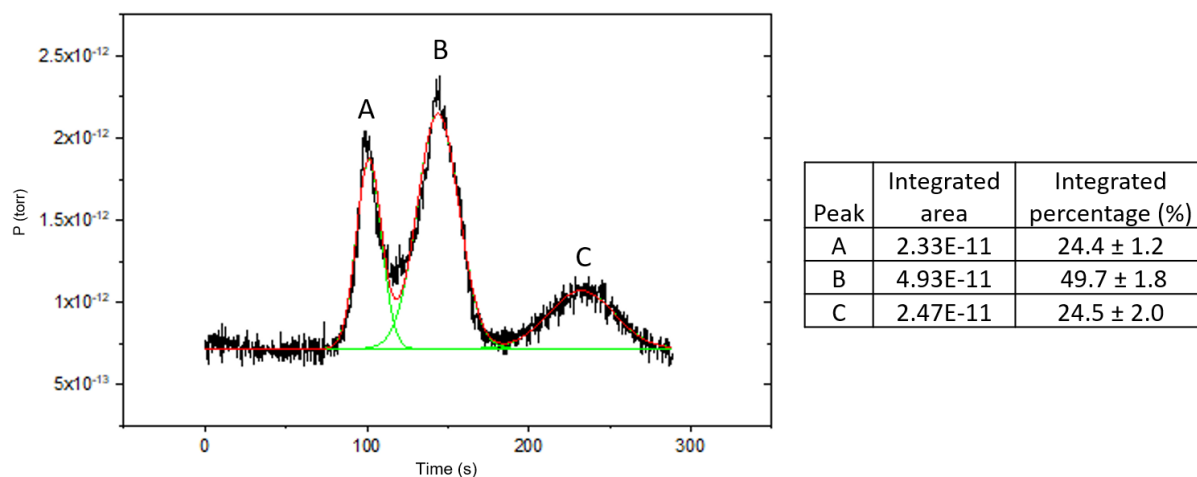 2.5x10⁻¹²
2x10⁻¹²
1.5x10⁻¹²
1x10⁻¹²
5x10⁻¹³
P (torr)
A
B
C
0
100
200
300
Time (s)
Peak Integrated area Integrated percentage (%)
A 2.33E-11 24.4 ± 1.2
B 4.93E-11 49.7 ± 1.8
C 2.47E-11 24.5 ± 2.0